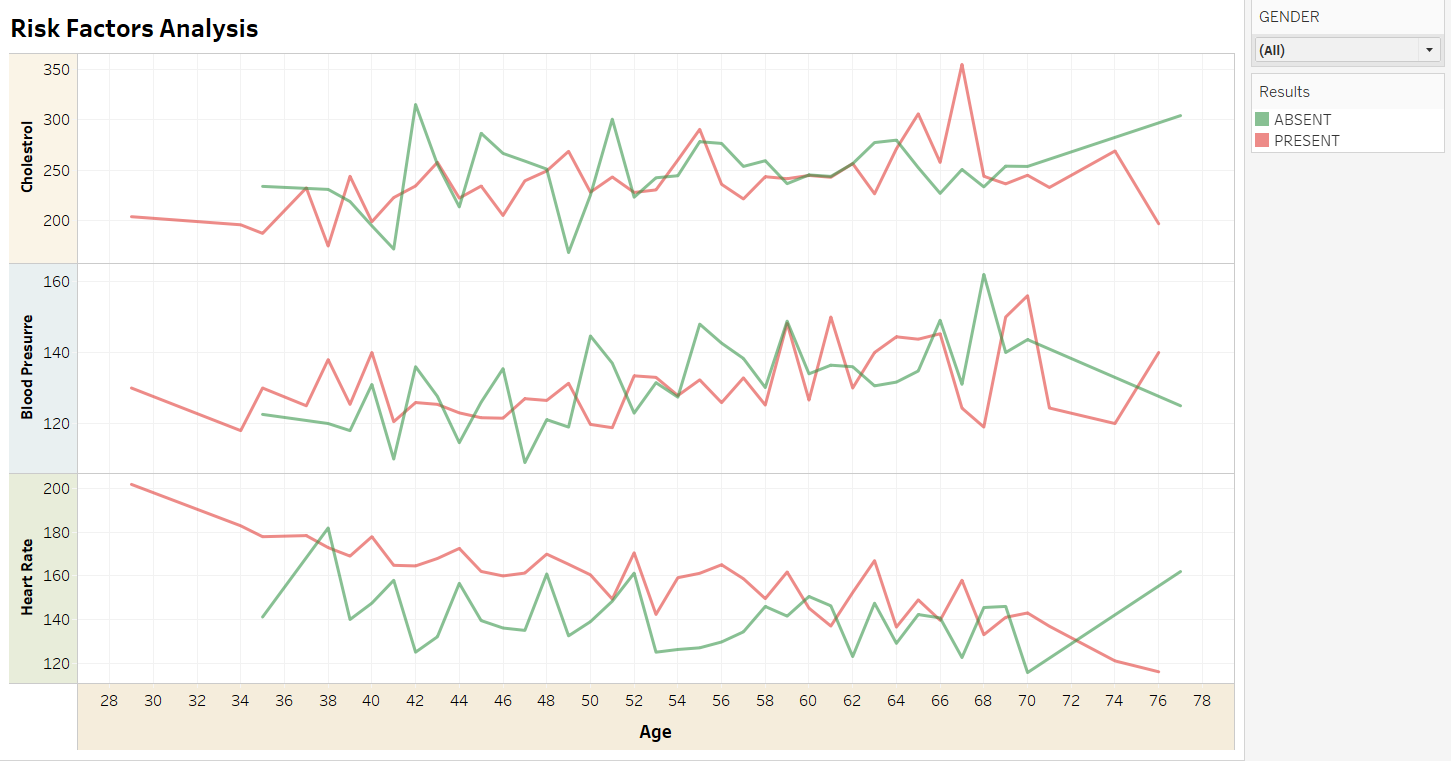 Risk Factors Analysis
GENDER
(All)
Results
ABSENT
PRESENT
Cholestrol
350
300
250
200
Blood Presurre
160
140
120
Heart Rate
200
180
160
140
120
28 30 32 34 36 38 40 42 44 46 48 50 52 54 56 58 60 62 64 66 68 70 72 74 76 78
Age